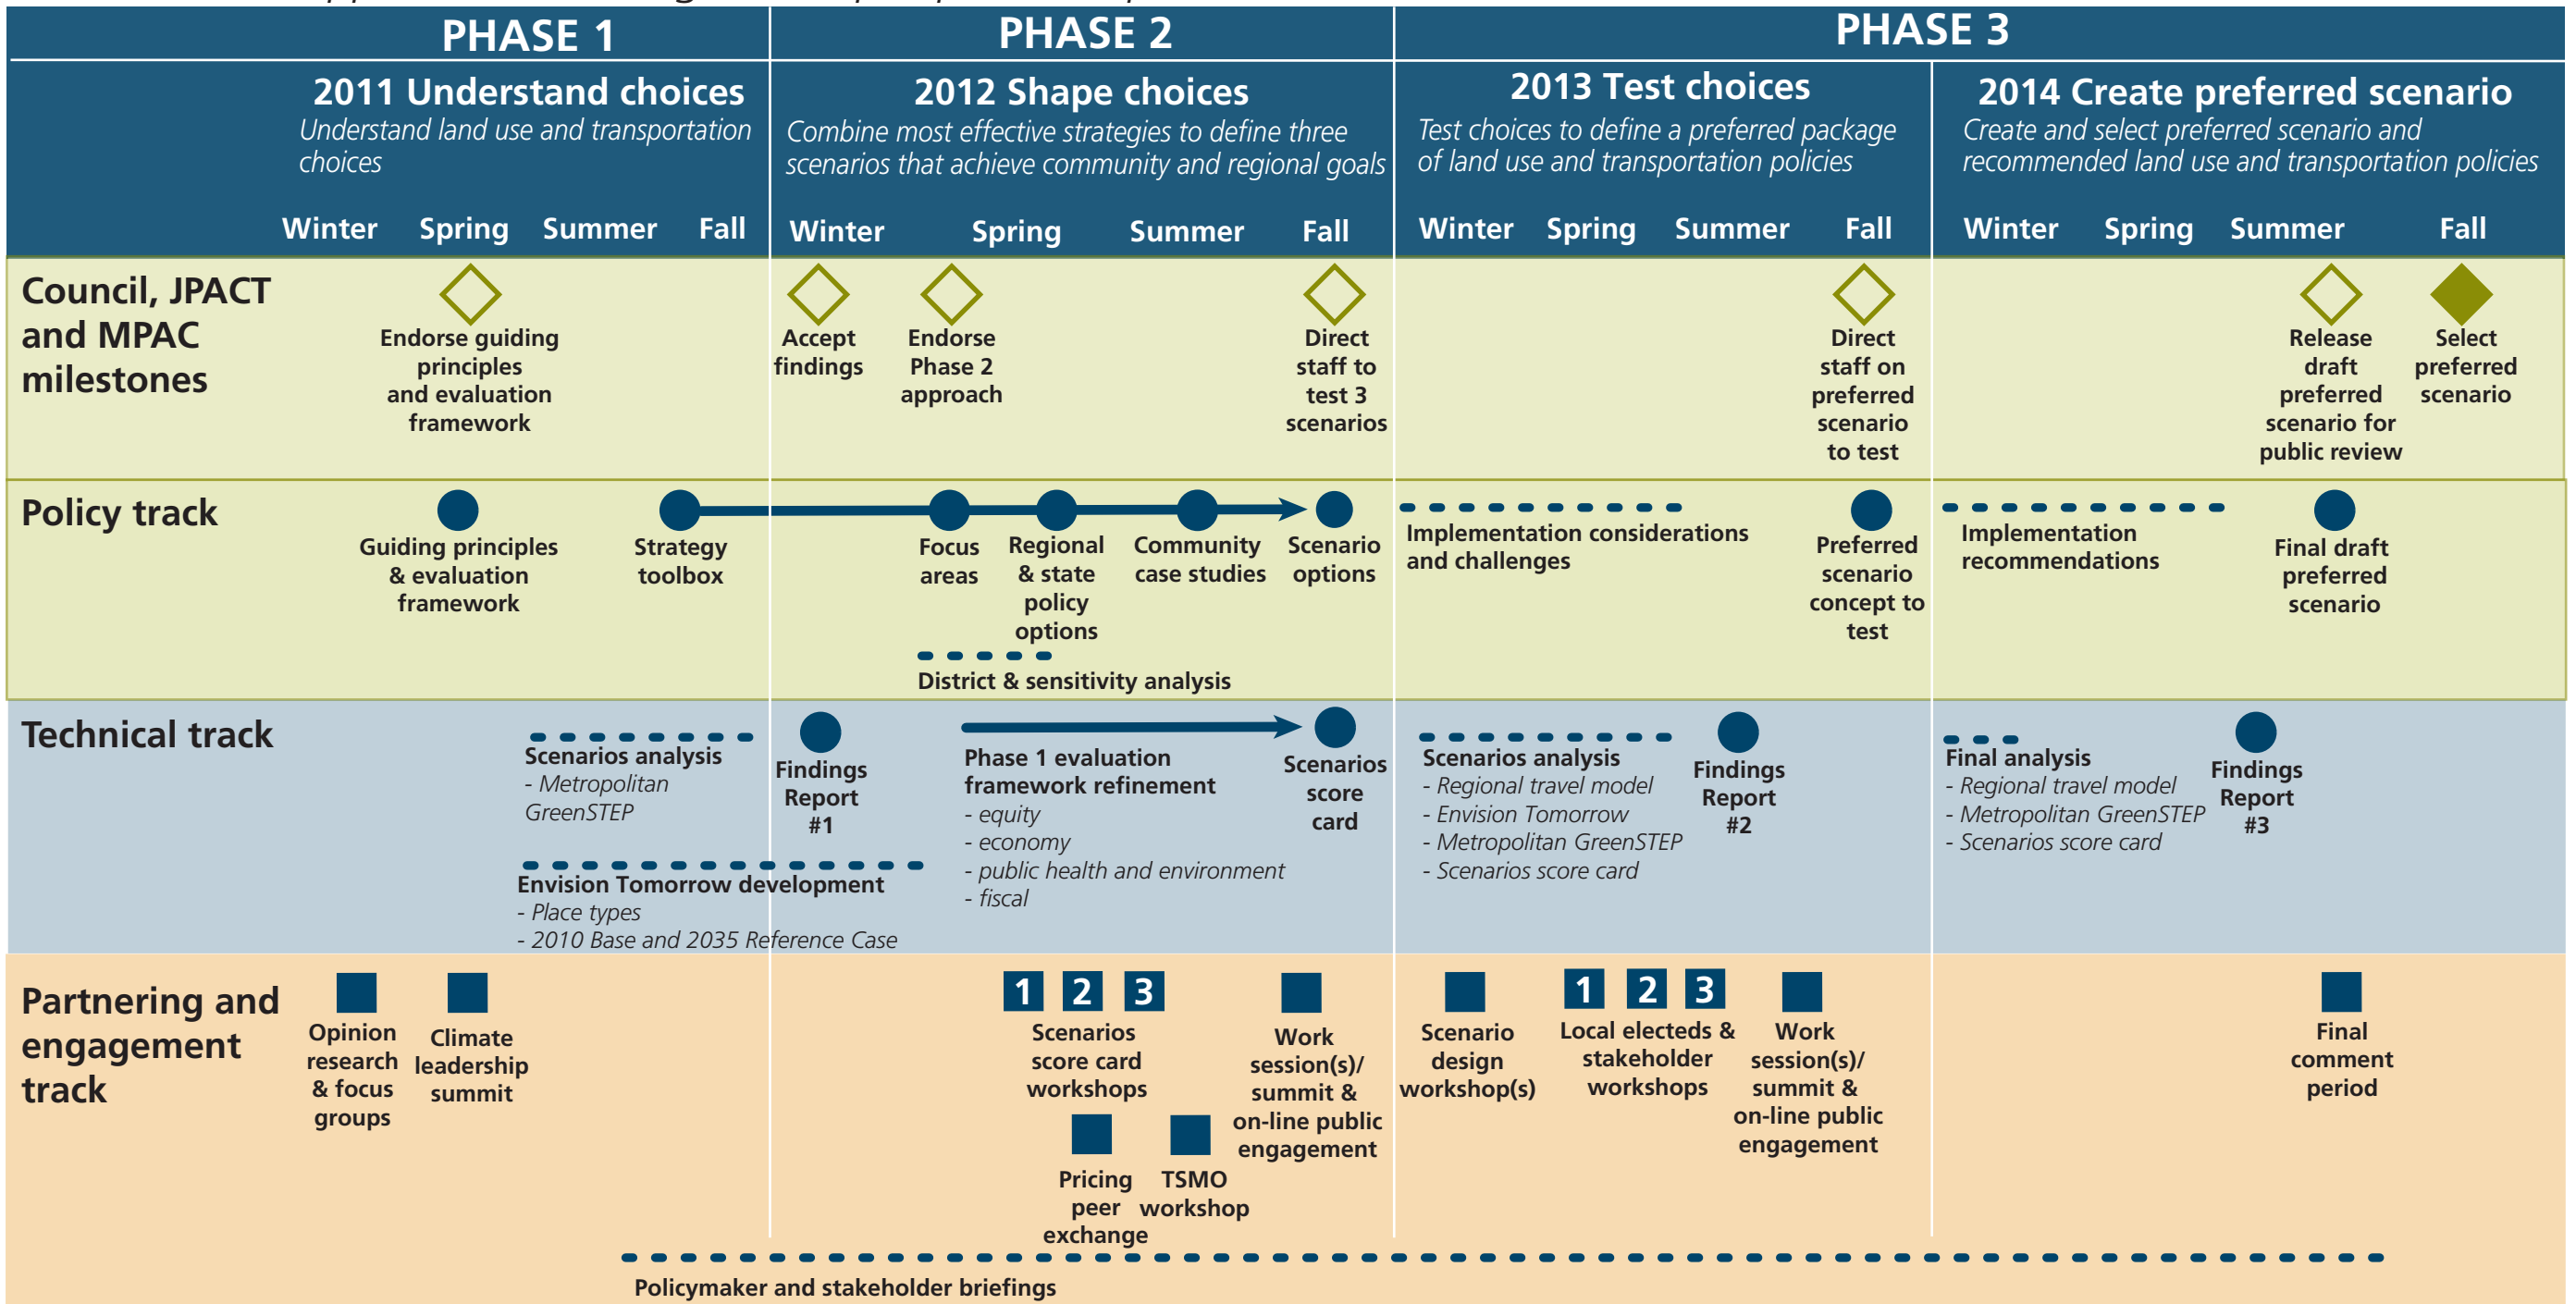 PHASE 1
PHASE 2
PHASE 3
2011 Understand choices
Understand land use and transportation
choices
2012 Shape choices
Combine most effective strategies to define three
scenarios that achieve community and regional goals
2013 Test choices
Test choices to define a preferred package
of land use and transportation policies
2014 Create preferred scenario
Create and select preferred scenario and
recommended land use and transportation policies
Winter Spring Summer Fall
Winter Spring Summer Fall
Winter Spring Summer Fall
Winter Spring Summer Fall
Council, JPACT
and MPAC
milestones
Endorse guiding
principles
and evaluation
framework
Accept
findings
Endorse
Phase 2
approach
Direct
staff to
test 3
scenarios
Direct
staff on
preferred
scenario
to test
Release
draft
preferred
scenario for
public review
Select
preferred
scenario
Policy track
Guiding principles
& evaluation
framework
Strategy
toolbox
Focus
areas
Regional
& state
policy
options
Community
case studies
Scenario
options
District & sensitivity analysis
Implementation considerations
and challenges
Preferred
scenario
concept to
test
Implementation
recommendations
Final draft
preferred
scenario
Technical track
Scenarios analysis
- Metropolitan
GreenSTEP
Envision Tomorrow development
- Place types
- 2010 Base and 2035 Reference Case
Findings
Report
#1
Phase 1 evaluation
framework refinement
- equity
- economy
- public health and environment
- fiscal
Scenarios
score
card
Scenarios analysis
- Regional travel model
- Envision Tomorrow
- Metropolitan GreenSTEP
- Scenarios score card
Findings
Report
#2
Final analysis
- Regional travel model
- Metropolitan GreenSTEP
- Scenarios score card
Findings
Report
#3
Partnering and
engagement
track
Opinion
research
& focus
groups
Climate
leadership
summit
1 2 3
Scenarios
score card
workshops
Pricing
peer
exchange
TSMO
workshop
Work
session(s)/
summit &
on-line public
engagement
Scenario
design
workshop(s)
1 2 3
Local electeds &
stakeholder
workshops
Work
session(s)/
summit &
on-line public
engagement
Final
comment
period
Policymaker and stakeholder briefings